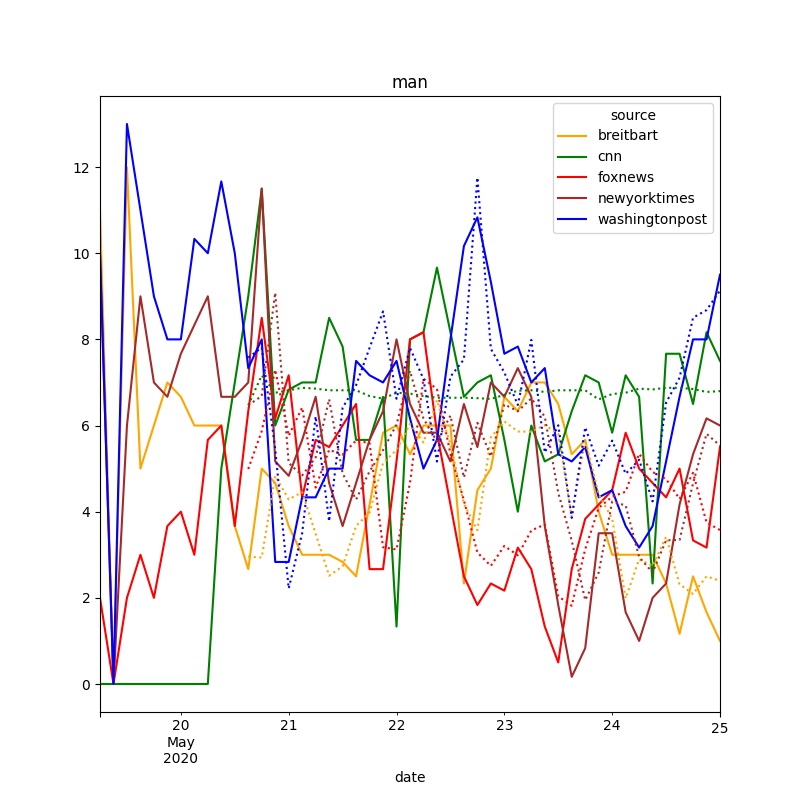 man
source
breitbart
cnn
foxnews
newyorktimes
washingtonpost
12
10
8
6
4
2
0
20 21 22 23 24 25
May
2020
date